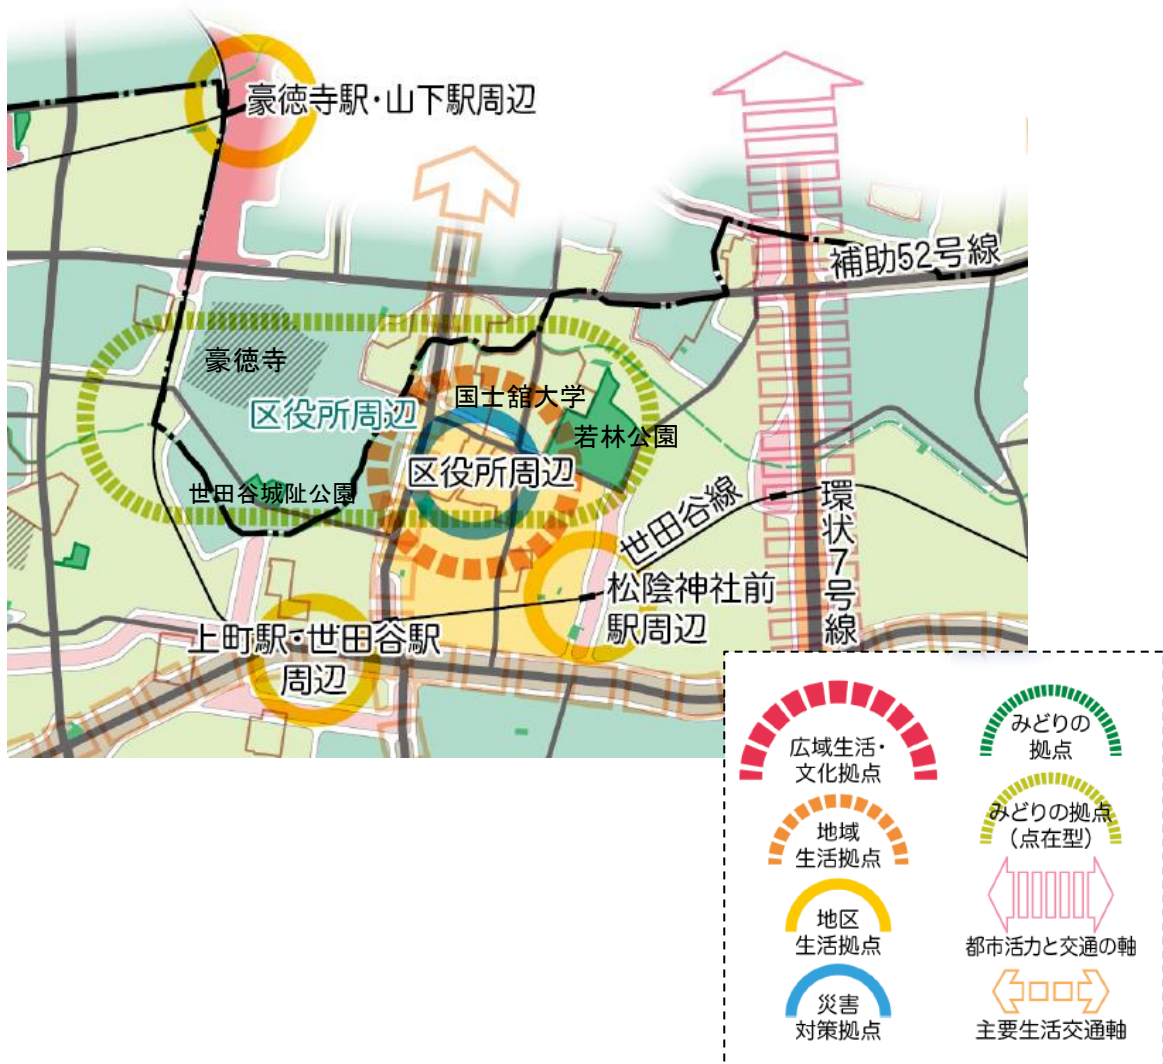 豪徳寺駅・山下駅周辺
補助52号線
豪徳寺
国士舘大学
区役所周辺
若林公園
区役所周辺
世田谷城阯公園
世田谷線
環状7号線
松陰神社前
駅周辺
上町駅・世田谷駅
周辺
広域生活・
文化拠点
みどりの
拠点
地域
生活拠点
みどりの拠点
（点在型）
地区
生活拠点
都市活力と交通の軸
災害
対策拠点
主要生活交通軸